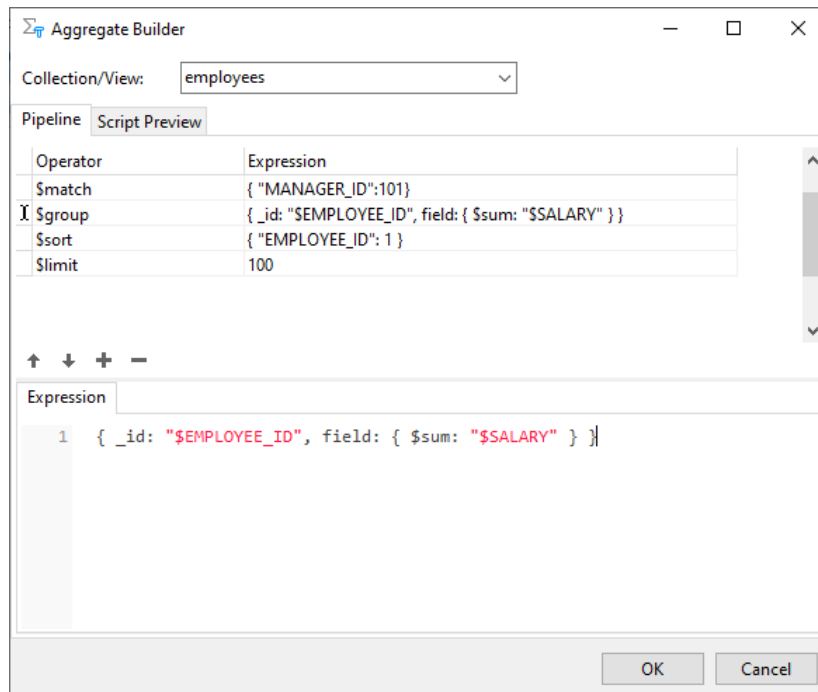 Aggregate Builder
Collection/View: employees
Pipeline Script Preview
Operator Expression
$match { "MANAGER_ID":101}
$group { _id: "$EMPLOYEE_ID", field: { $sum: "$SALARY" } }
$sort { "EMPLOYEE_ID": 1 }
$limit 100
Expression
1 { _id: "$EMPLOYEE_ID", field: { $sum: "$SALARY" } }
OK Cancel